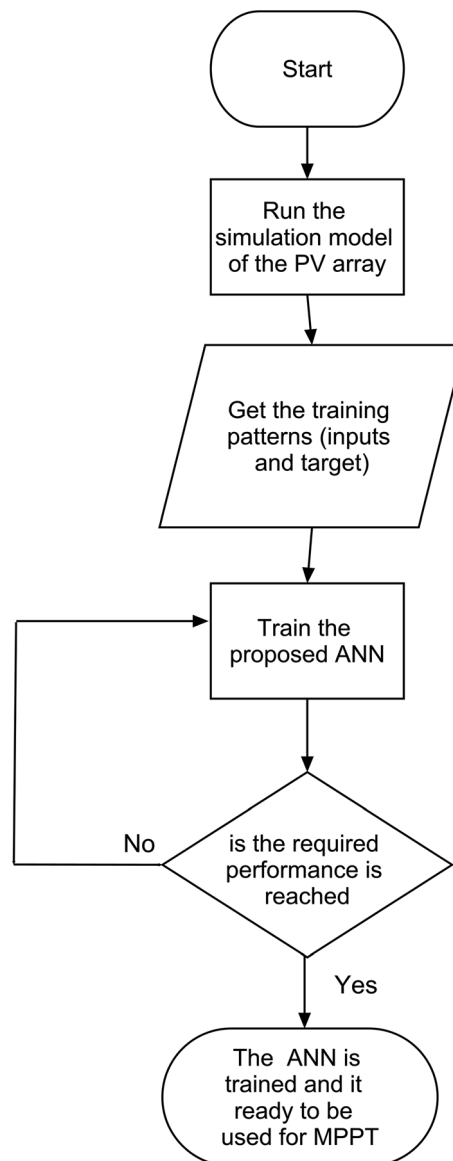 Start
Run the
simulation model
of the PV array
Get the training
patterns (inputs
and target)
Train the
proposed ANN
No
is the required
performance is
reached
Yes
The ANN is
trained and it
ready to be
used for MPPT